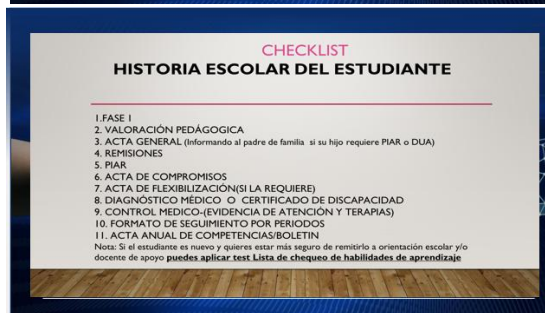 CHECKLIST
HISTORIA ESCOLAR DEL ESTUDIANTE
1.FASE 1
2. VALORACIÓN PEDÁGOGICA
3. ACTA GENERAL (Informando al padre de familia si su hijo requiere PIAR o DUA)
4. REMISIONES
5. PIAR
6. ACTA DE COMPROMISOS
7. ACTA DE FLEXIBILIZACIÓN(SI LA REQUIERE)
8. DIAGNÓSTICO MÉDICO O CERTIFICADO DE DISCAPACIDAD
9. CONTROL MEDICO-(EVIDENCIA DE ATENCIÓN Y TERAPIAS)
10. FORMATO DE SEGUIMIENTO POR PERIODOS
11. ACTA ANUAL DE COMPETENCIAS/BOLETIN
Nota: Si el estudiante es nuevo y quieres estar más seguro de remitirlo a orientación escolar y/o
docente de apoyo puedes aplicar test Lista de chequeo de habilidades de aprendizaje